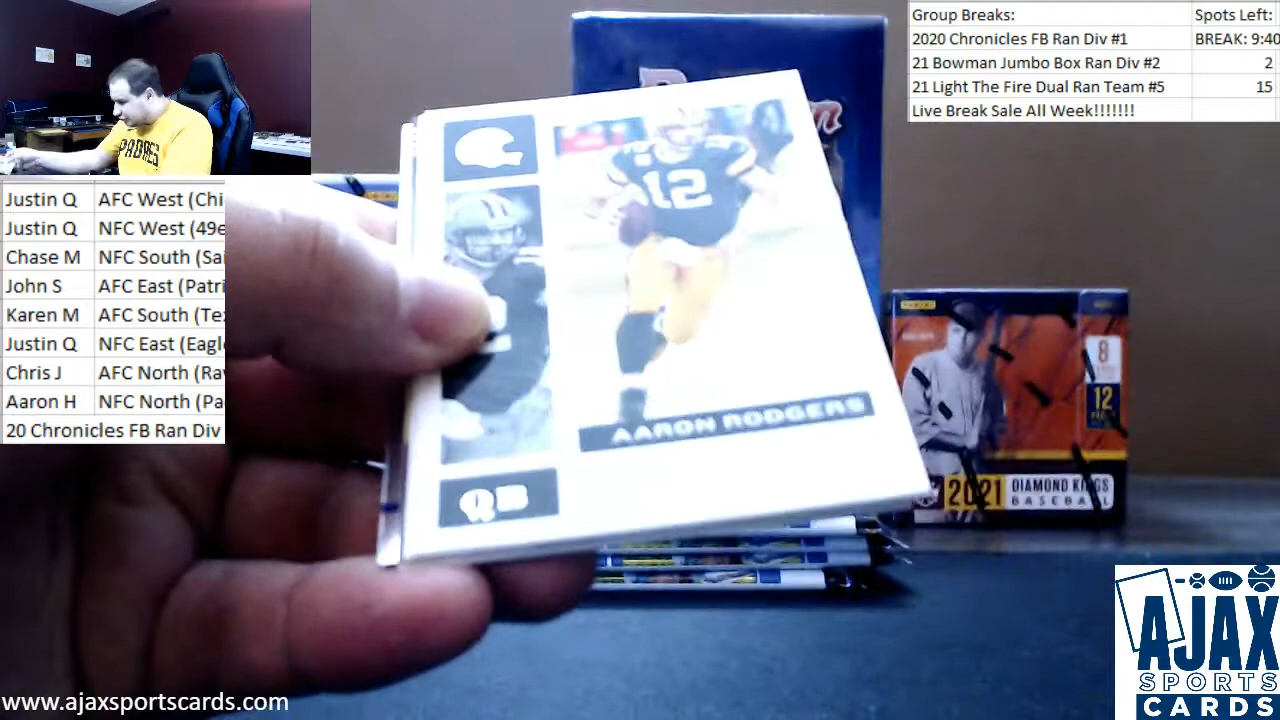 Group Breaks: Spots Left:
2020 Chronicles FB Ran Div #1 BREAK: 9:40
21 Bowman Jumbo Box Ran Div #2 2
21 Light The Fire Dual Ran Team #5 15
Live Break Sale All Week!!!!!!!
PADRES
Justin Q AFC West (Chi
Justin Q NFC West (49e
Chase M NFC South (Sai
John S AFC East (Patri
Karen M AFC South (Te
Justin Q NFC East (Eagl
Chris J AFC North (Ra
Aaron H NFC North (Pa
20 Chronicles FB Ran Div
12
AARON RODGERS
QB
8
12
2021 DIAMOND KINGS
BASEBALL
AJAX
SPORTS
CARDS
www.ajaxsportscards.com